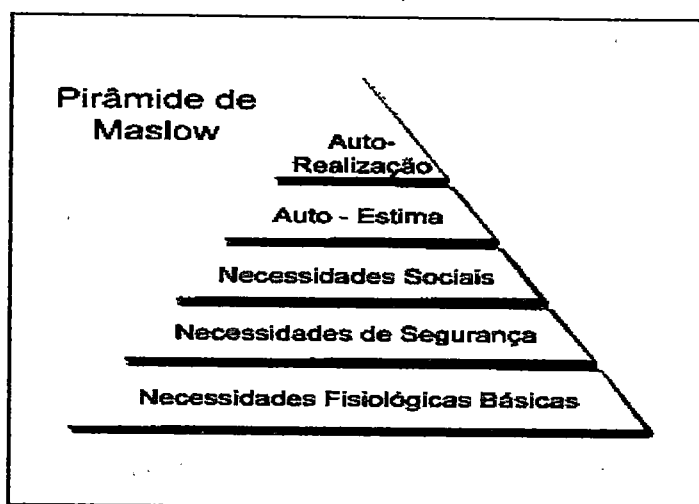 Pirâmide de
Maslow
Auto-
Realização
Auto - Estima
Necessidades Sociais
Necessidades de Segurança
Necessidades Fisiológicas Básicas